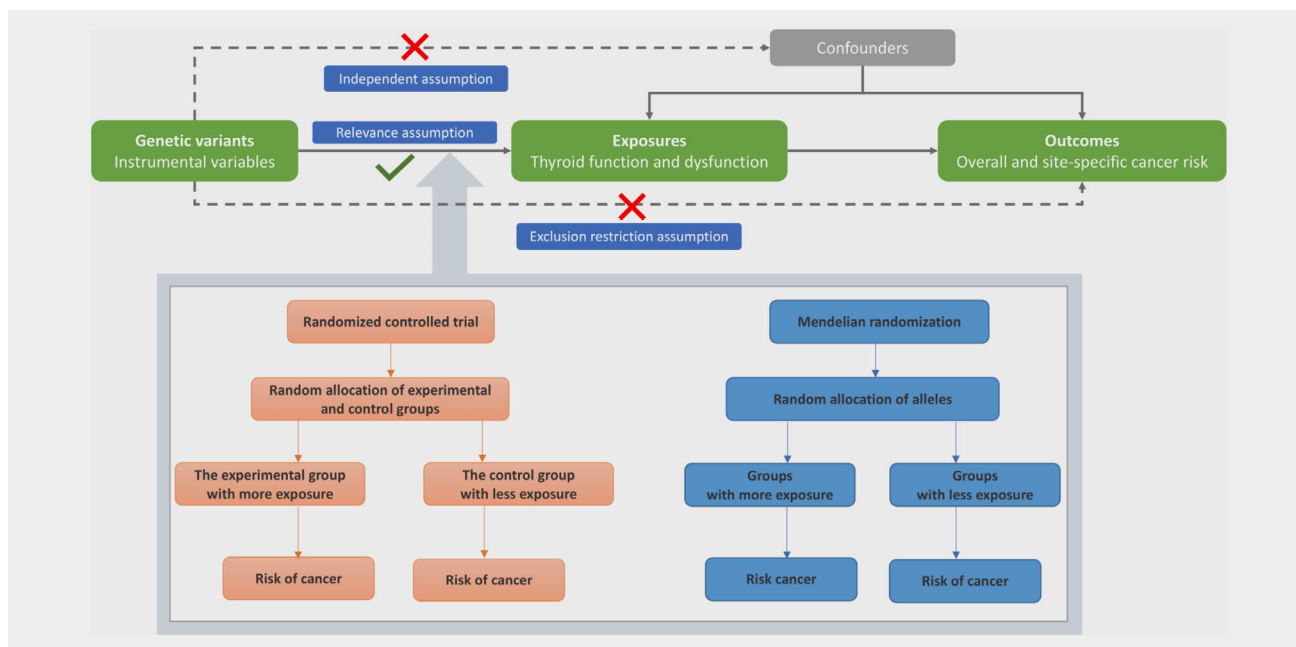 Confounders
Independent assumption
Genetic variants
Instrumental variables
Relevance assumption
Exposures
Thyroid function and dysfunction
Outcomes
Overall and site-specific cancer risk
Exclusion restriction assumption
Randomized controlled trial
Random allocation of experimental
and control groups
The experimental group
with more exposure
The control group
with less exposure
Risk of cancer
Risk of cancer
Mendelian randomization
Random allocation of alleles
Groups
with more exposure
Groups
with less exposure
Risk cancer
Risk of cancer